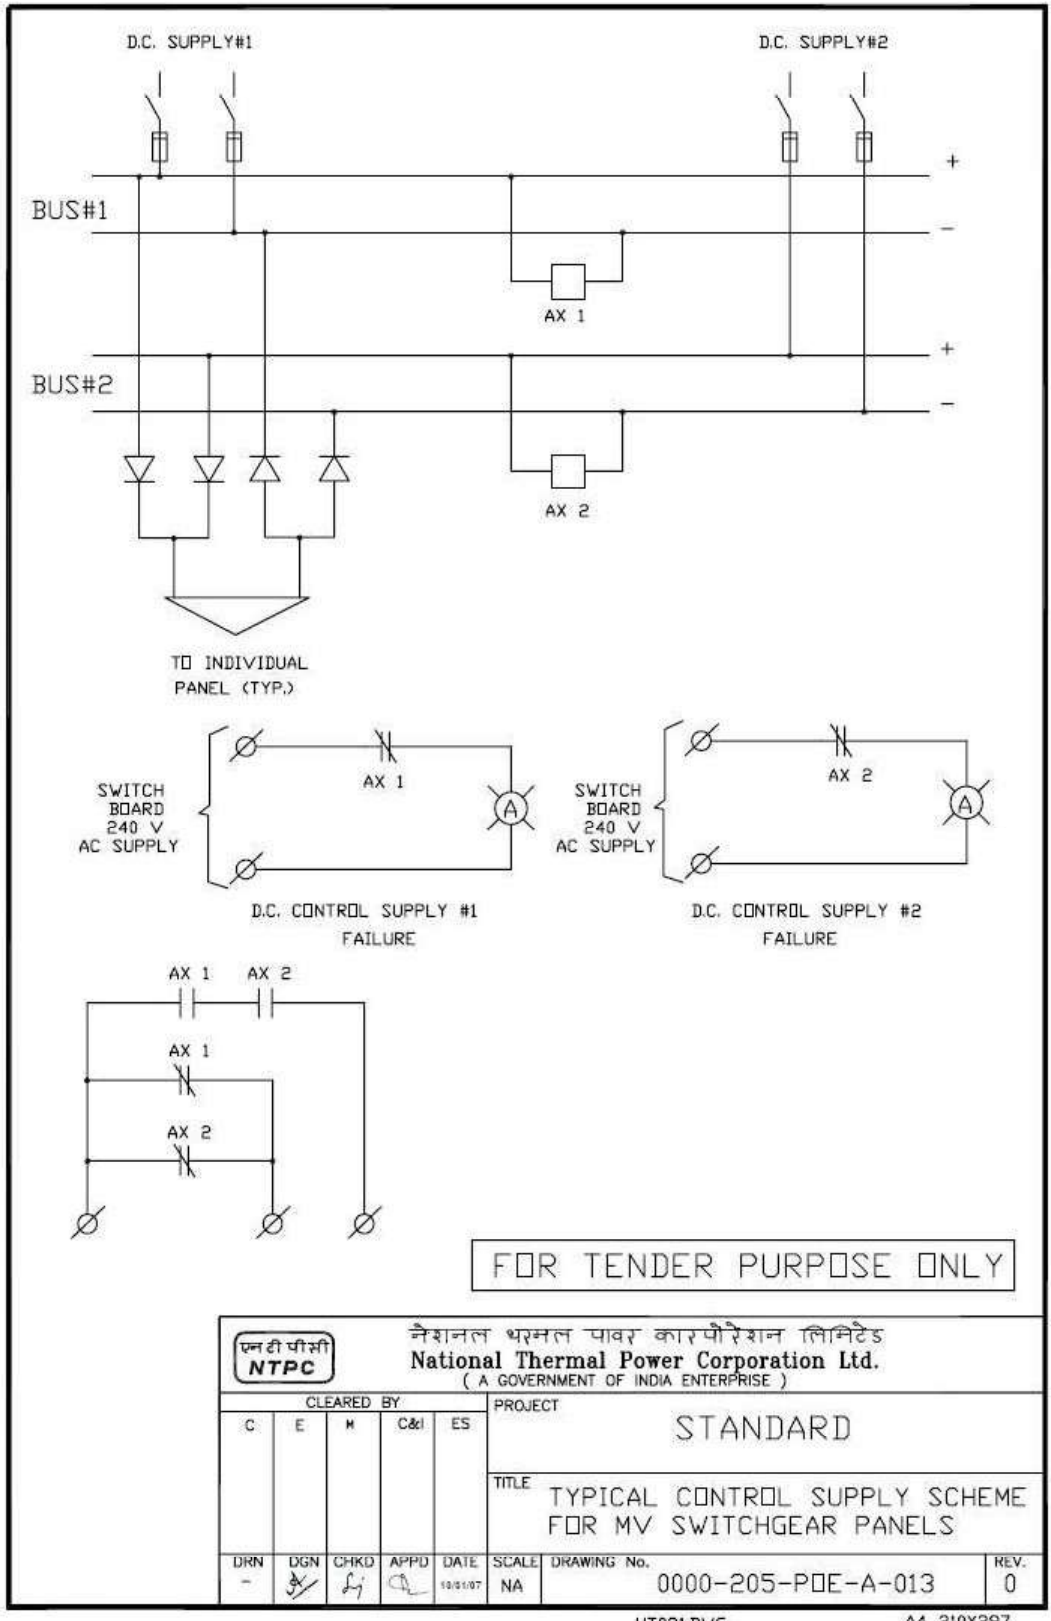 D.C. SUPPLY#1
D.C. SUPPLY#2
+
BUS#1
-
AX 1
+
BUS#2
-
AX 2
TO INDIVIDUAL
PANEL (TYP.)
SWITCH
BOARD
240 V
AC SUPPLY
AX 1
A
D.C. CONTROL SUPPLY #1
FAILURE
SWITCH
BOARD
240 V
AC SUPPLY
AX 2
A
D.C. CONTROL SUPPLY #2
FAILURE
AX 1 AX 2
AX 1
AX 2
FOR TENDER PURPOSE ONLY
एनटीपीसी
NTPC
नेशनल थरमल पावर कारपोरेशन लिमिटेड
National Thermal Power Corporation Ltd.
( A GOVERNMENT OF INDIA ENTERPRISE )
CLEARED BY
C E M C&I ES
PROJECT
STANDARD
TITLE
TYPICAL CONTROL SUPPLY SCHEME
FOR MV SWITCHGEAR PANELS
DRN DGN CHKD APPD DATE
-
10/01/07
SCALE
NA
DRAWING No.
0000-205-POE-A-013
REV.
0
A4 210X297